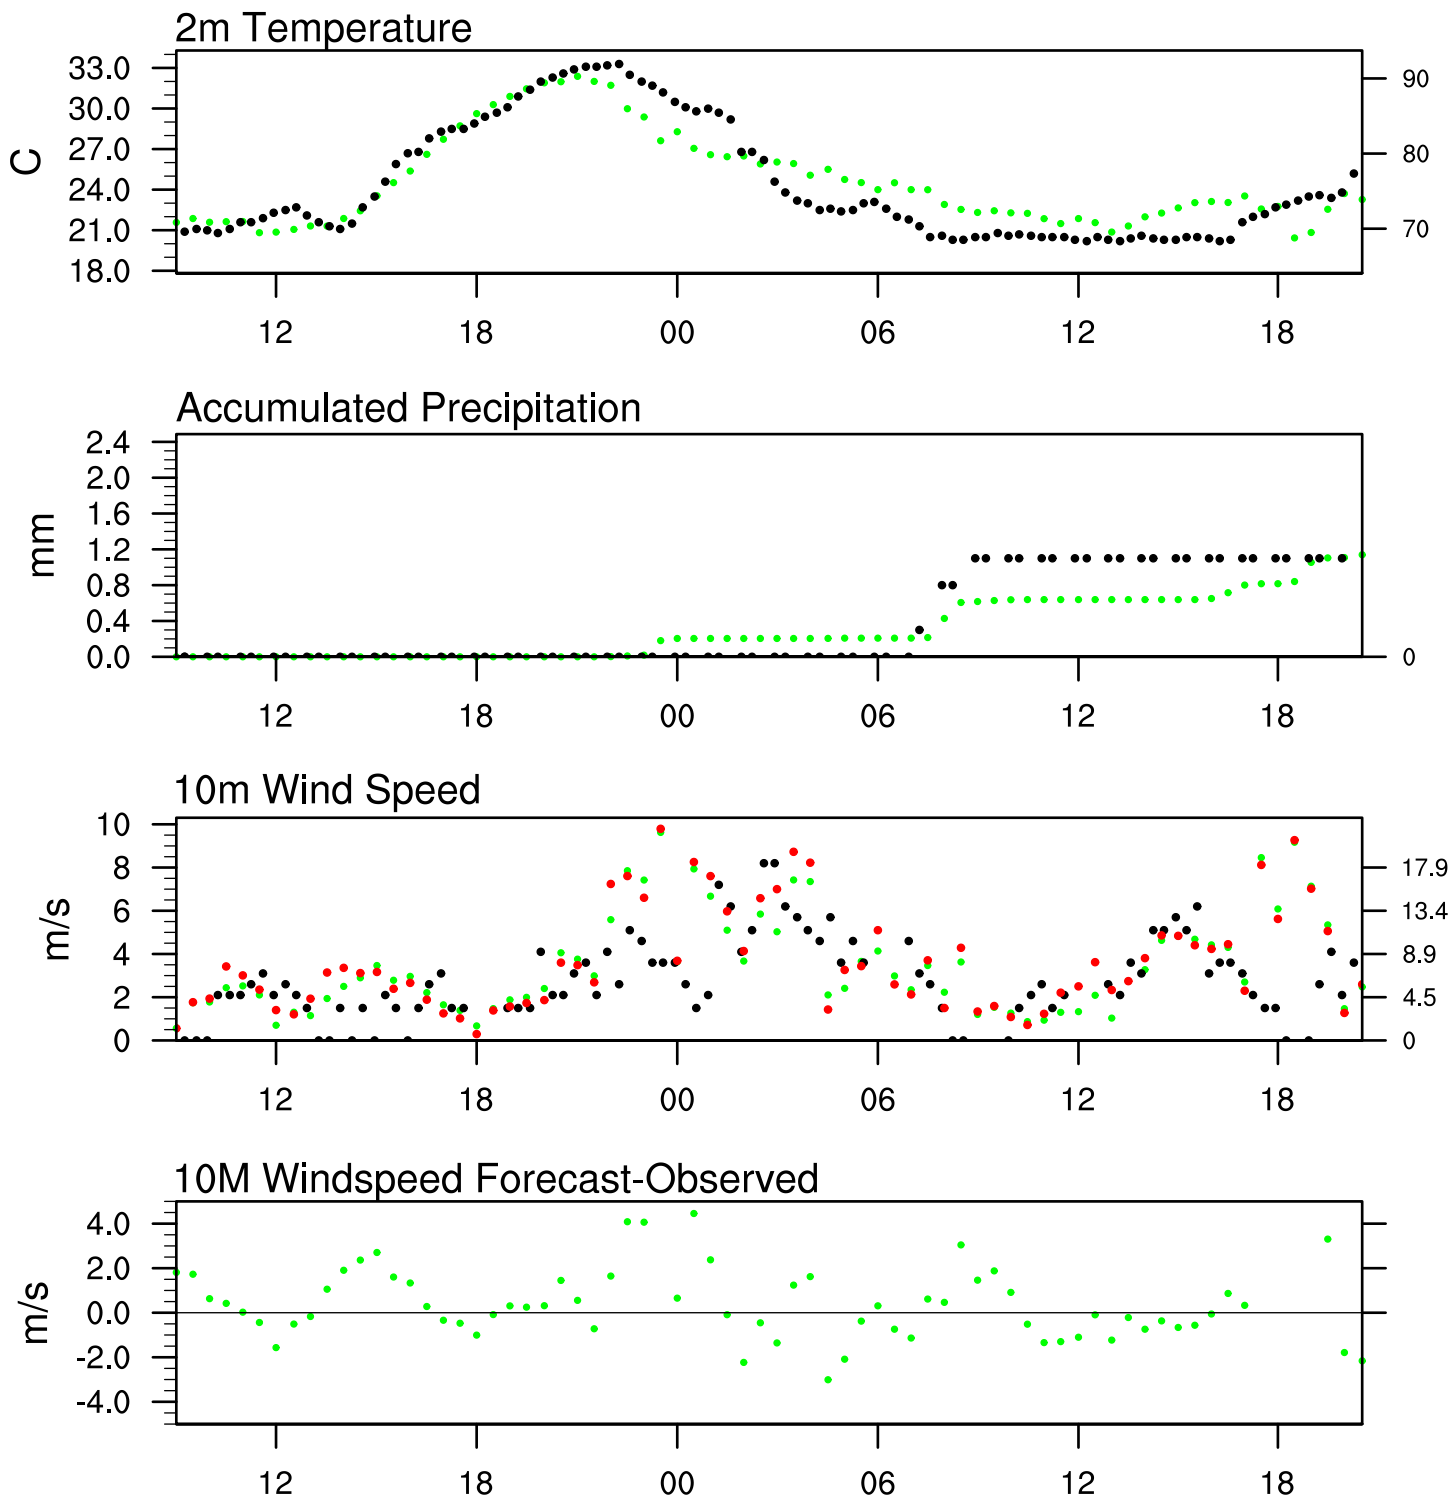 2m Temperature
33.0
30.0
27.0
24.0
21.0
18.0
C
90
80
70
12 18 00 06 12 18
Accumulated Precipitation
2.4
2.0
1.6
1.2
0.8
0.4
0.0
mm
0
12 18 00 06 12 18
10m Wind Speed
10
8
6
4
2
0
m/s
17.9
13.4
8.9
4.5
0
12 18 00 06 12 18
10M Windspeed Forecast-Observed
4.0
2.0
0.0
-2.0
-4.0
m/s
12 18 00 06 12 18